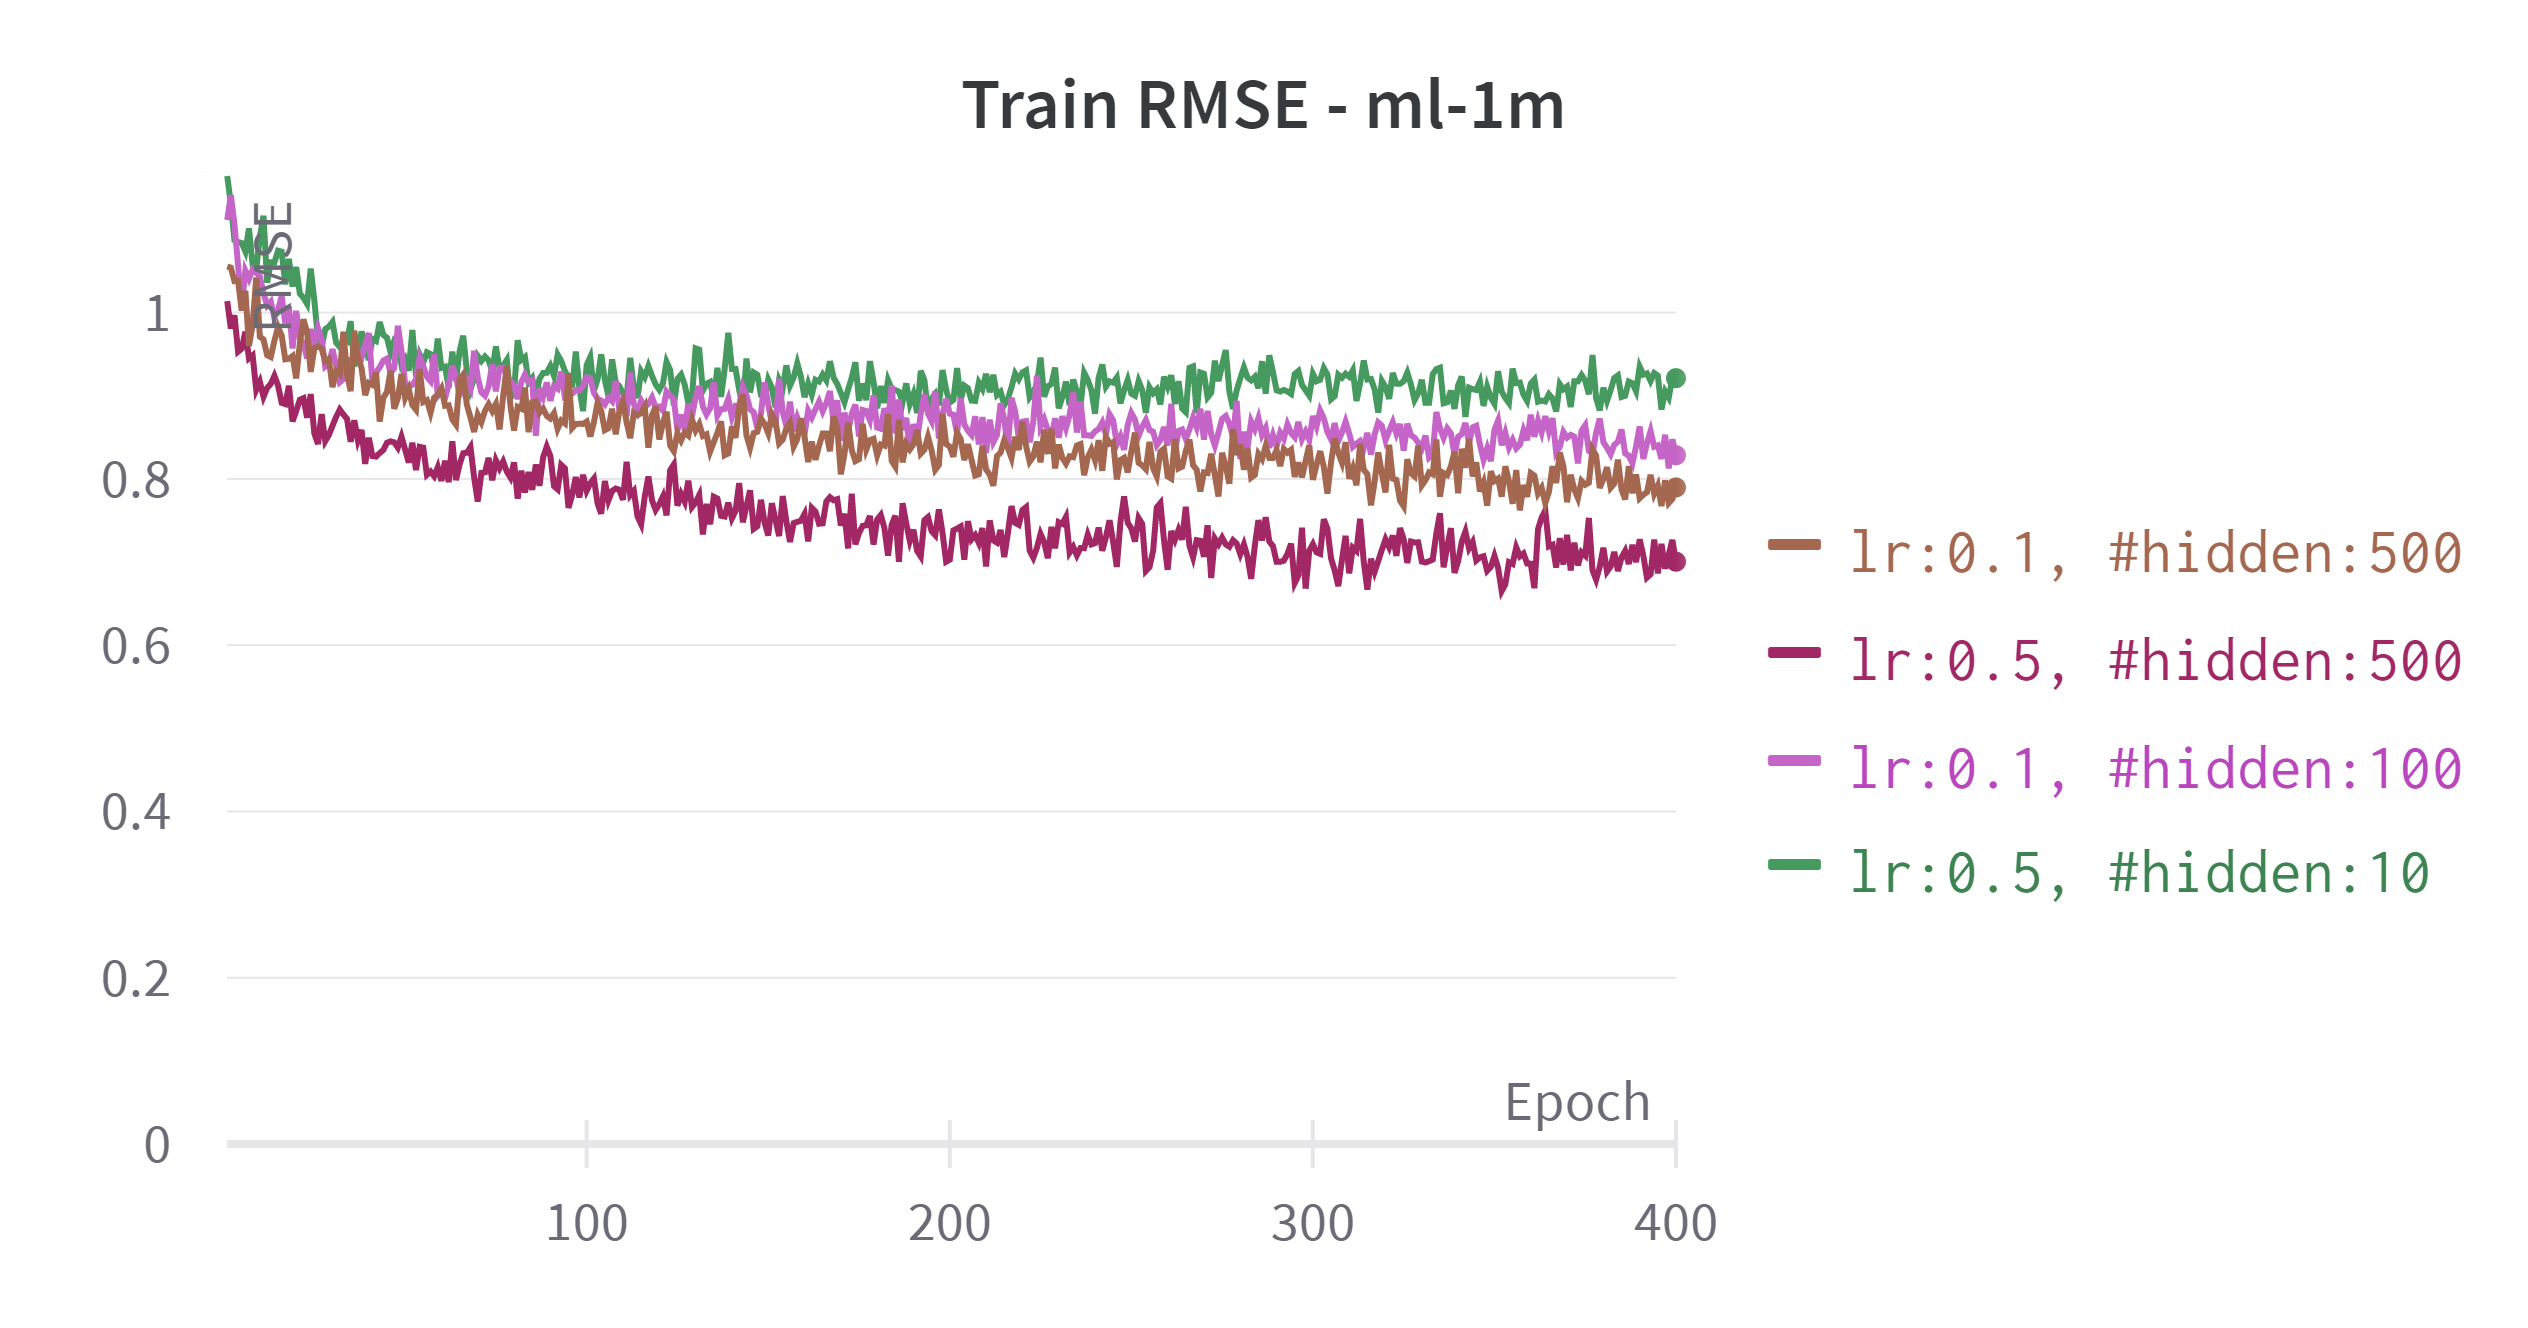 Train RMSE - ml-1m
RMSE
1
0.8
0.6
0.4
0.2
0
Epoch
100
200
300
400
lr:0.1, #hidden:500
lr:0.5, #hidden:500
lr:0.1, #hidden:100
lr:0.5, #hidden:10